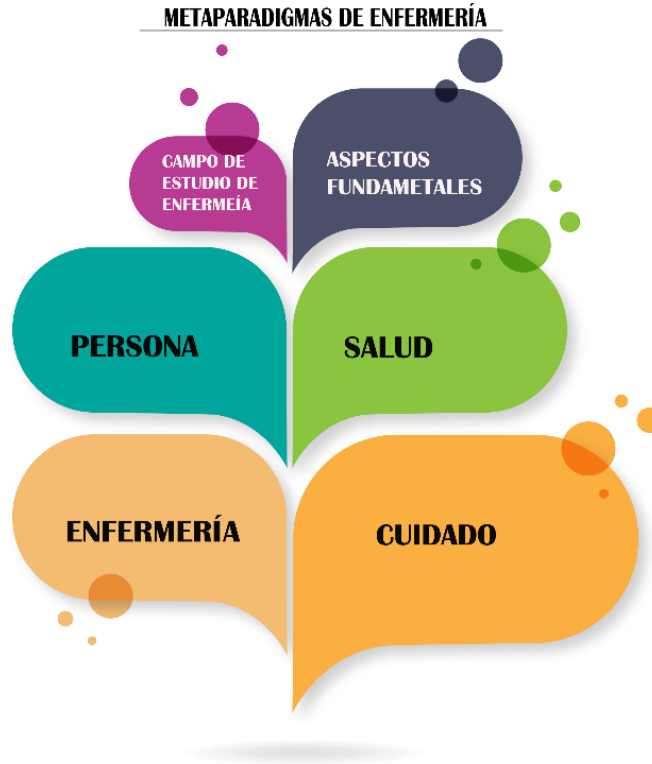 METAPARADIGMAS DE ENFERMERÍA
CAMPO DE
ESTUDIO DE
ENFERMEÍA
ASPECTOS
FUNDAMETALES
PERSONA
SALUD
ENFERMERÍA
CUIDADO